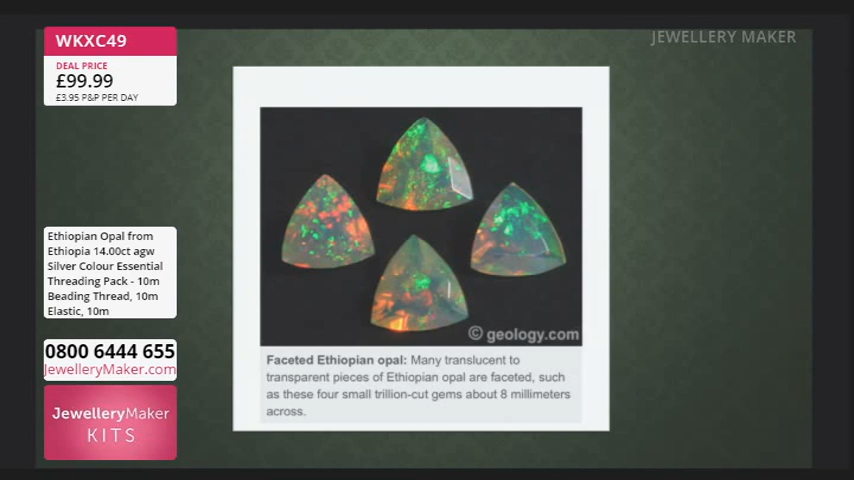 WKXC49
DEAL PRICE
£99.99
£3.95 P&P PER DAY
Ethiopian Opal from
Ethiopia 14.00ct agw
Silver Colour Essential
Threading Pack - 10m
Beading Thread, 10m
Elastic, 10m
0800 6444 655
JewelleryMaker.com
JewelleryMaker
KITS
JEWELLERY MAKER
© geology.com
Faceted Ethiopian opal: Many translucent to
transparent pieces of Ethiopian opal are faceted, such
as these four small trillion-cut gems about 8 millimeters
across.